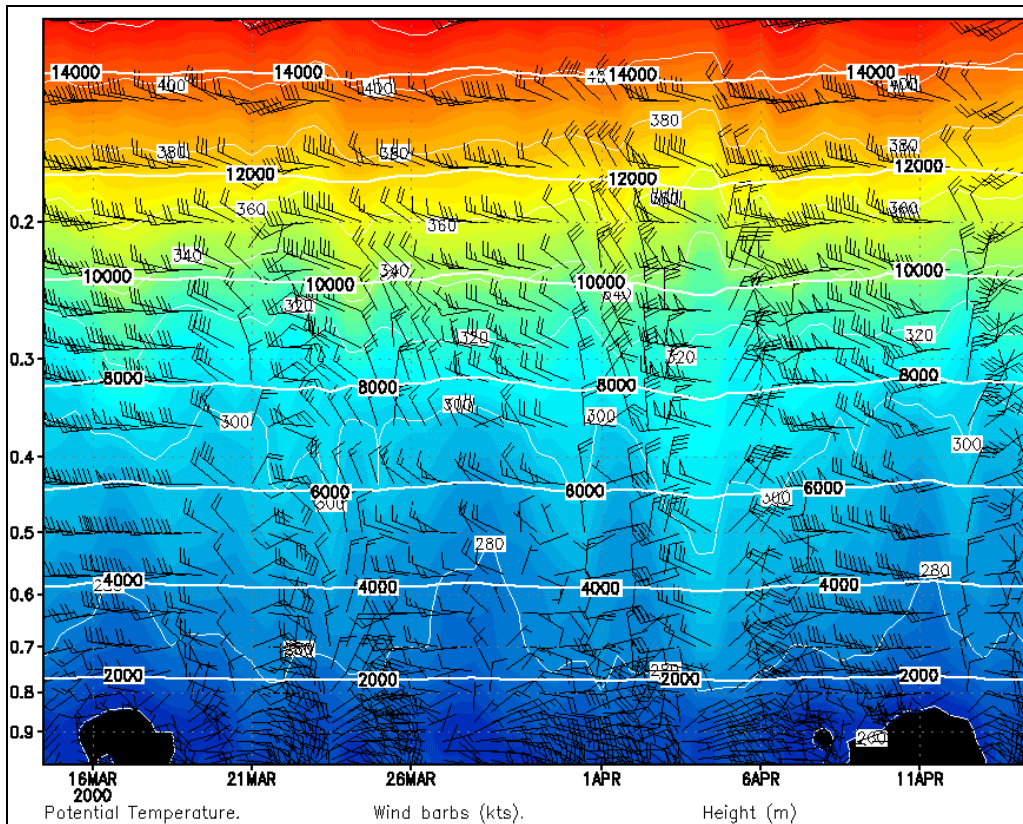 14000 14000 14000 14000
400 400 400
380
380 380 380
12000 12000 12000
360 360 360
0.2
340 340
10000 10000 10000 10000
320 320 320
320
0.3
8000 8000 8000 8000
300 300 300 300
0.4
6000 6000
300
0.5
280 280
4000 4000 4000 4000
0.6
0.7
2000 2000 2000
0.8
0.9
260
16MAR 21MAR 26MAR 1APR 6APR 11APR
2000
Potential Temperature. Wind barbs (kts). Height (m)